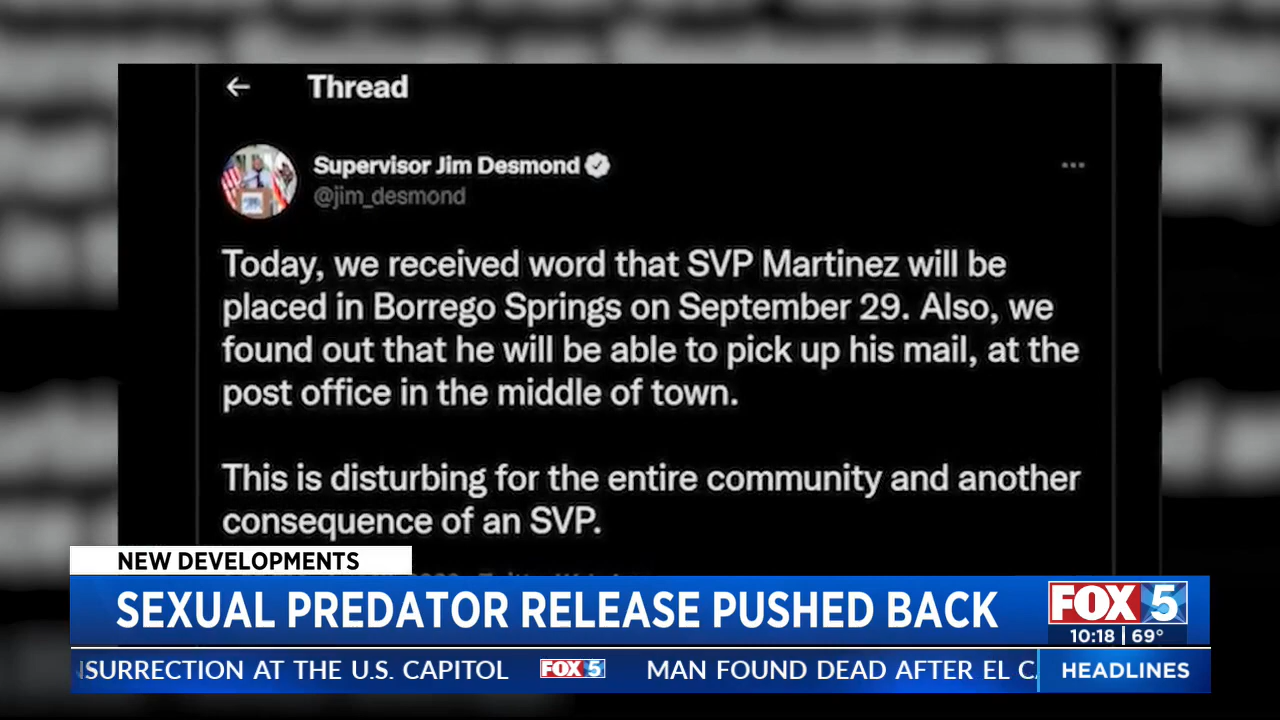 Thread
Supervisor Jim Desmond
@jim_desmond
Today, we received word that SVP Martinez will be
placed in Borrego Springs on September 29. Also, we
found out that he will be able to pick up his mail, at the
post office in the middle of town.
This is disturbing for the entire community and another
consequence of an SVP.
NEW DEVELOPMENTS
SEXUAL PREDATOR RELEASE PUSHED BACK
FOX 5
10:18 | 69°
NSURRECTION AT THE U.S. CAPITOL FOX 5 MAN FOUND DEAD AFTER EL C
HEADLINES